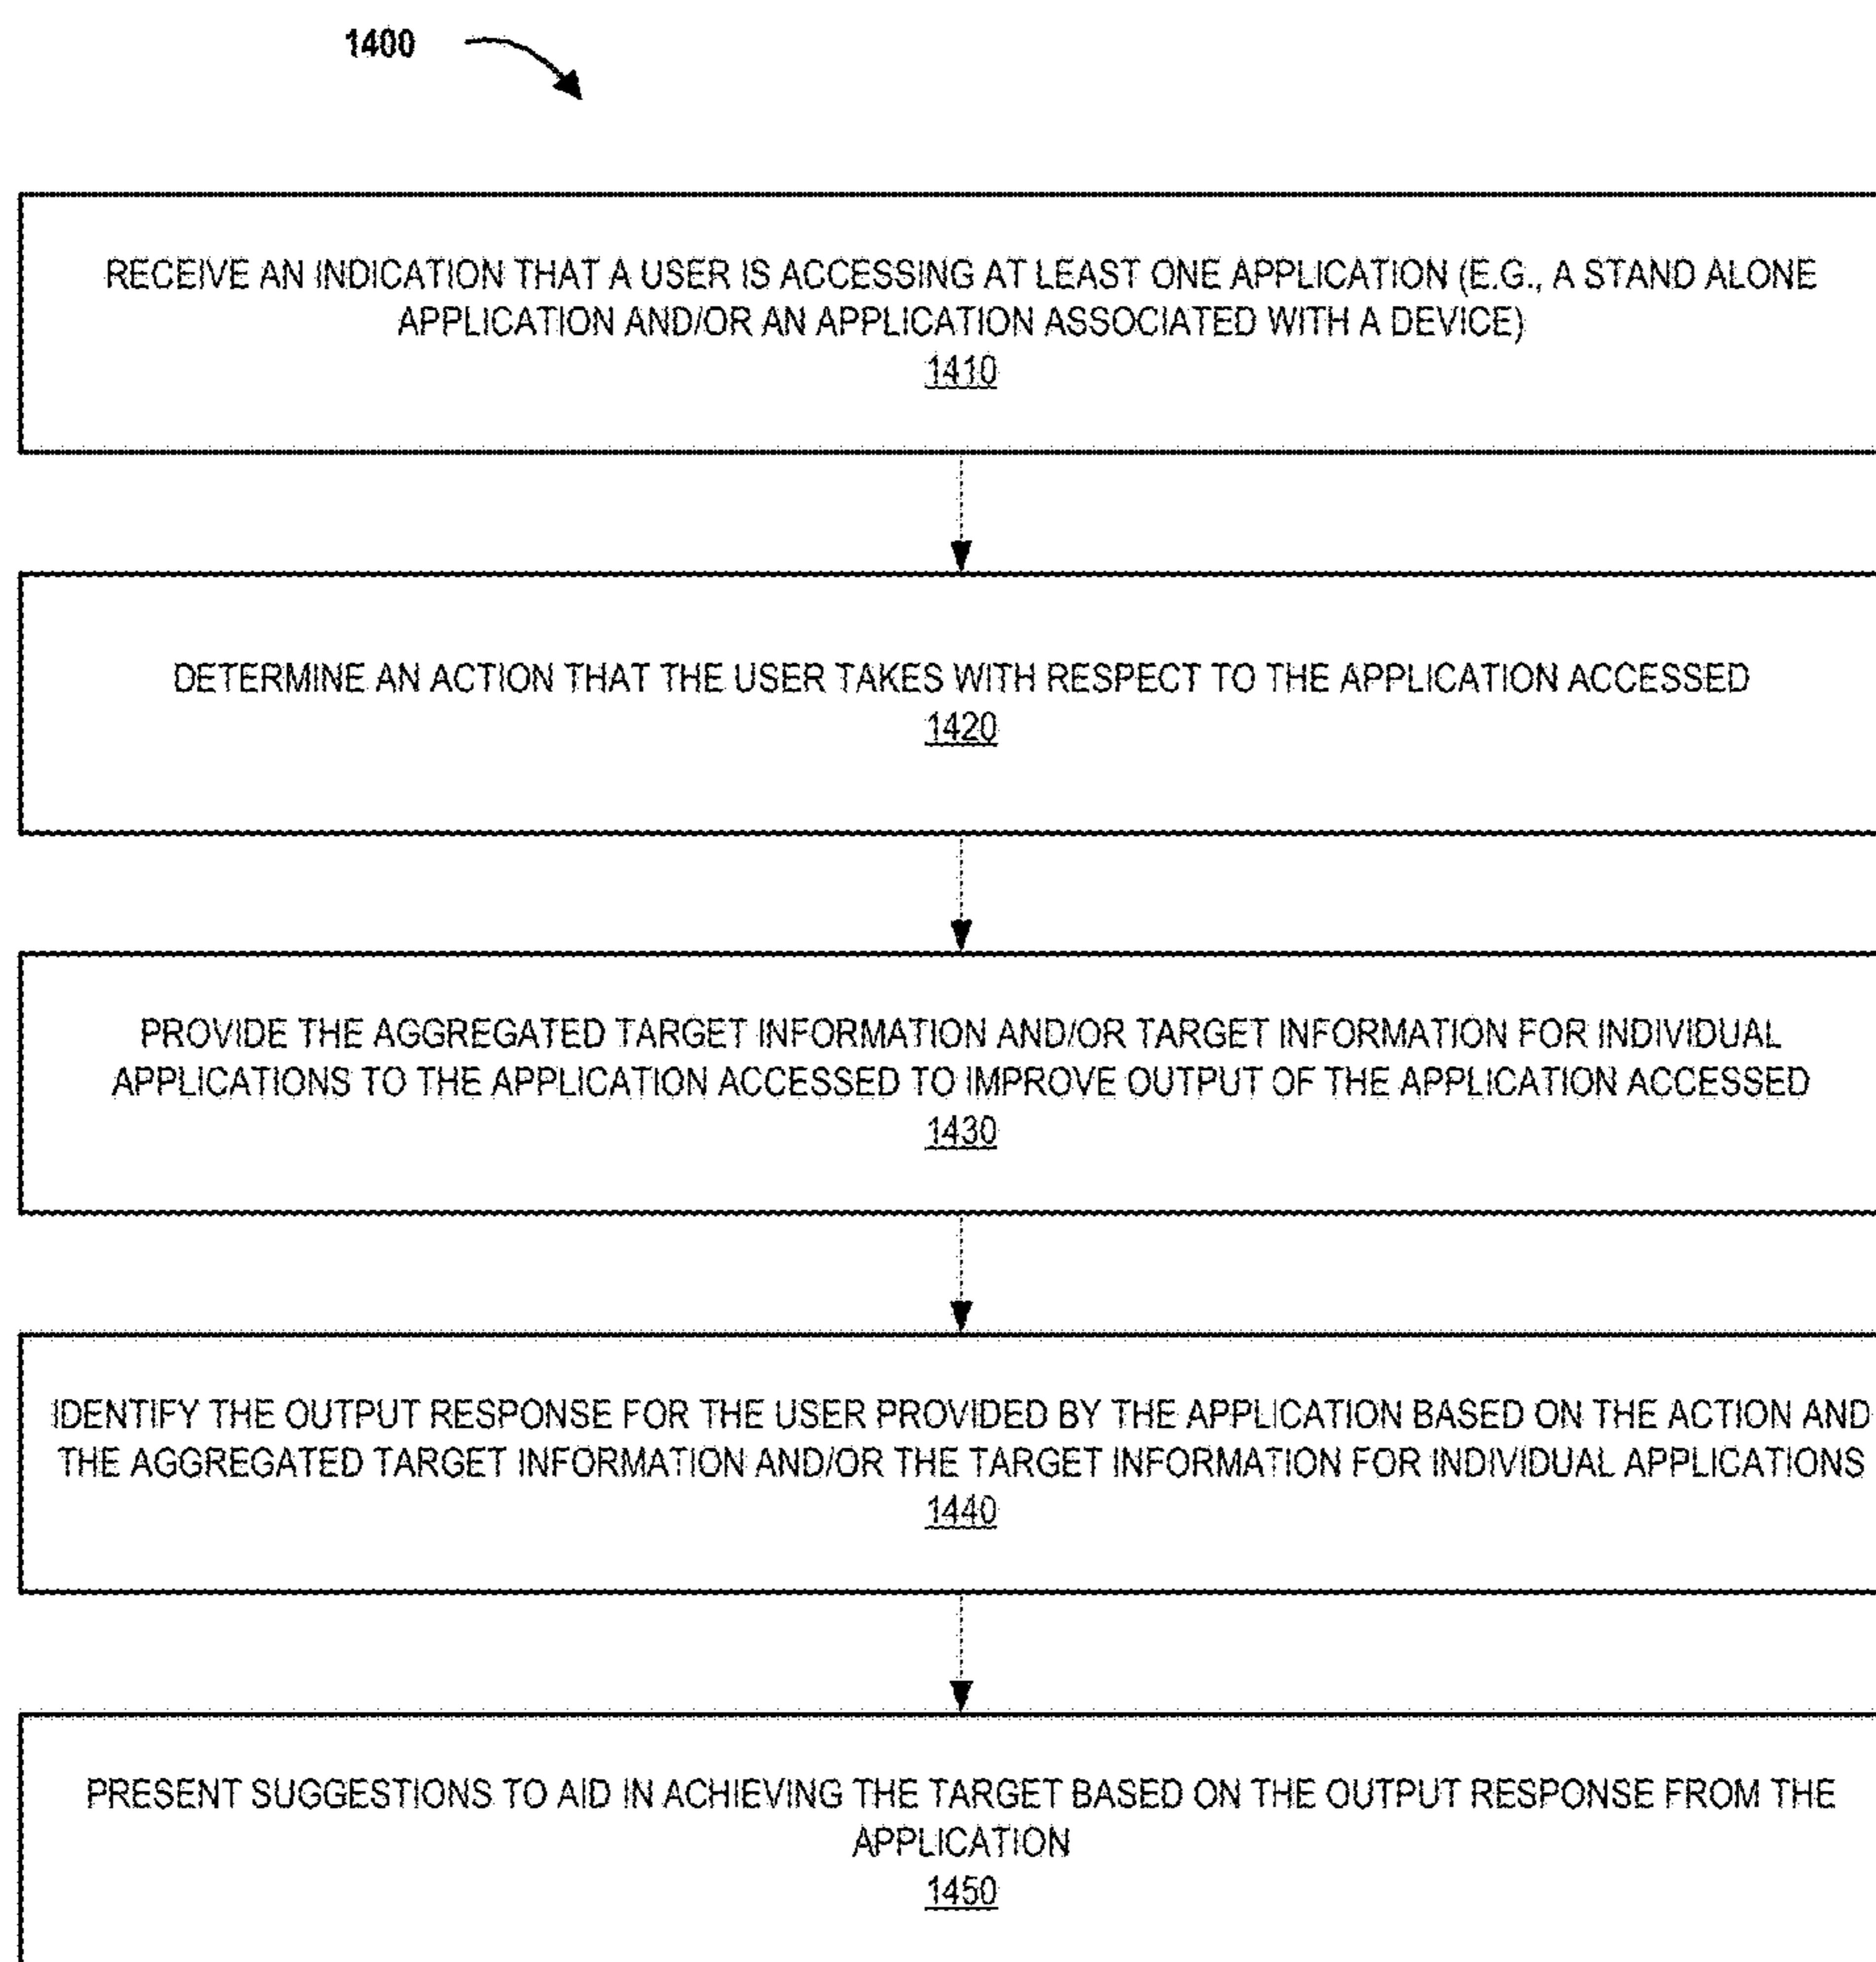 1400
RECEIVE AN INDICATION THAT A USER IS ACCESSING AT LEAST ONE APPLICATION (E.G., A STAND ALONE
APPLICATION AND/OR AN APPLICATION ASSOCIATED WITH A DEVICE)
1410
DETERMINE AN ACTION THAT THE USER TAKES WITH RESPECT TO THE APPLICATION ACCESSED
1420
PROVIDE THE AGGREGATED TARGET INFORMATION AND/OR TARGET INFORMATION FOR INDIVIDUAL
APPLICATIONS TO THE APPLICATION ACCESSED TO IMPROVE OUTPUT OF THE APPLICATION ACCESSED
1430
IDENTIFY THE OUTPUT RESPONSE FOR THE USER PROVIDED BY THE APPLICATION BASED ON THE ACTION AND
THE AGGREGATED TARGET INFORMATION AND/OR THE TARGET INFORMATION FOR INDIVIDUAL APPLICATIONS
1440
PRESENT SUGGESTIONS TO AID IN ACHIEVING THE TARGET BASED ON THE OUTPUT RESPONSE FROM THE
APPLICATION
1450